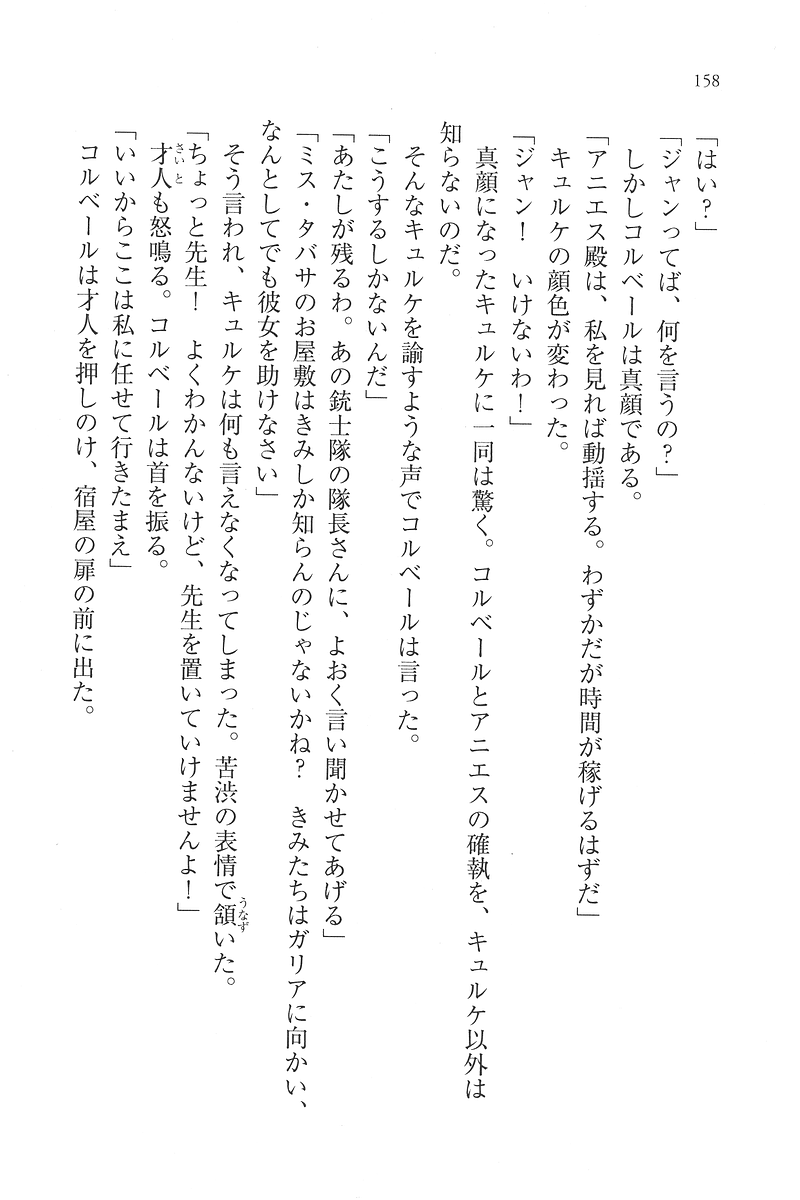 158
「はい？」
「ジャンってば、何を言うの？」
　しかしコルベールは真顔である。
「アニエス殿は、私を見れば動揺する。わずかだが時間が稼げるはずだ」
　キュルケの顔色が変わった。
「ジャン！　いけないわ！」
　真顔になったキュルケに一同は驚く。コルベールとアニエスの確執を、キュルケ以外は
知らないのだ。
　そんなキュルケを諭すような声でコルベールは言った。
「こうするしかないんだ」
「あたしが残るわ。あの銃士隊の隊長さんに、よおく言い聞かせてあげる」
「ミス・タバサのお屋敷はきみしか知らんのじゃないかね？　きみたちはガリアに向かい、
なんとしてでも彼女を助けなさい」
　そう言われ、キュルケは何も言えなくなってしまった。苦渋の表情で頷いた。
うなず
「ちょっと先生！　よくわかんないけど、先生を置いていけませんよ！」
　才人も怒鳴る。コルベールは首を振る。
さいと
「いいからここは私に任せて行きたまえ」
　コルベールは才人を押しのけ、宿屋の扉の前に出た。